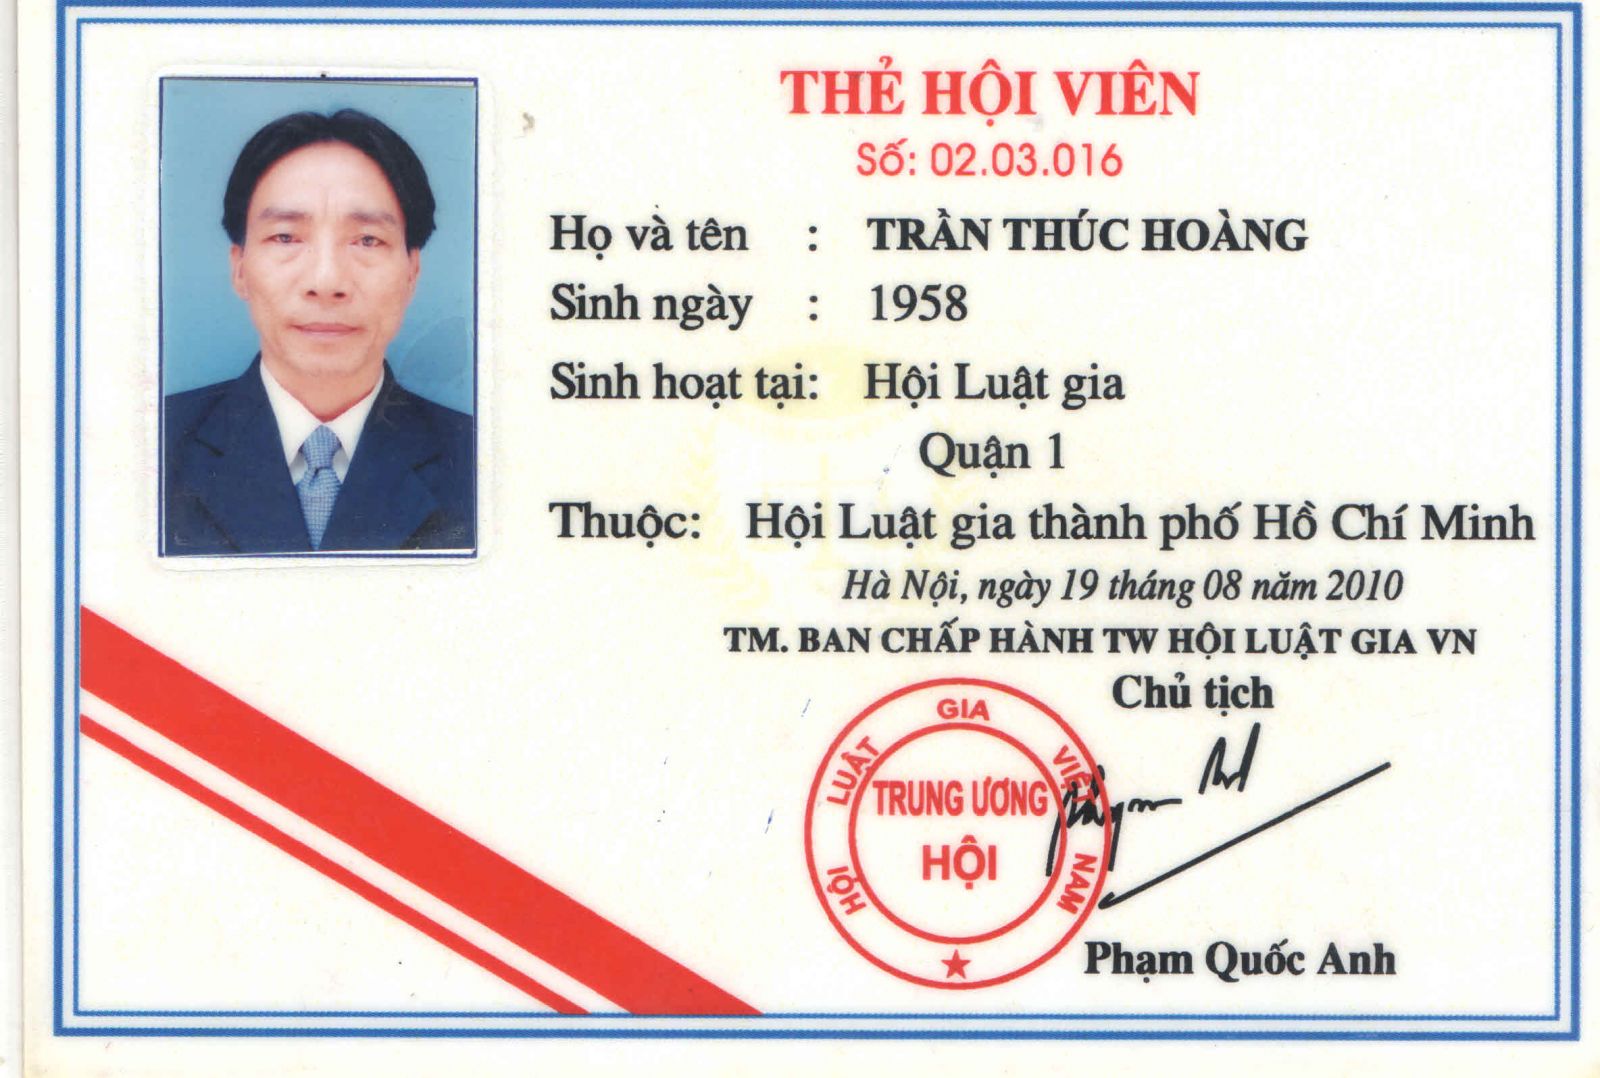 THẺ HỘI VIÊN
Số: 02.03.016
Họ và tên : TRẦN THÚC HOÀNG
Sinh ngày : 1958
Sinh hoạt tại: Hội Luật gia
Quận 1
Thuộc: Hội Luật gia thành phố Hồ Chí Minh
Hà Nội, ngày 19 tháng 08 năm 2010
TM. BAN CHẤP HÀNH TW HỘI LUẬT GIA VN
Chủ tịch
HỘI LUẬT GIA VIỆT NAM
TRUNG ƯƠNG
HỘI
Phạm Quốc Anh